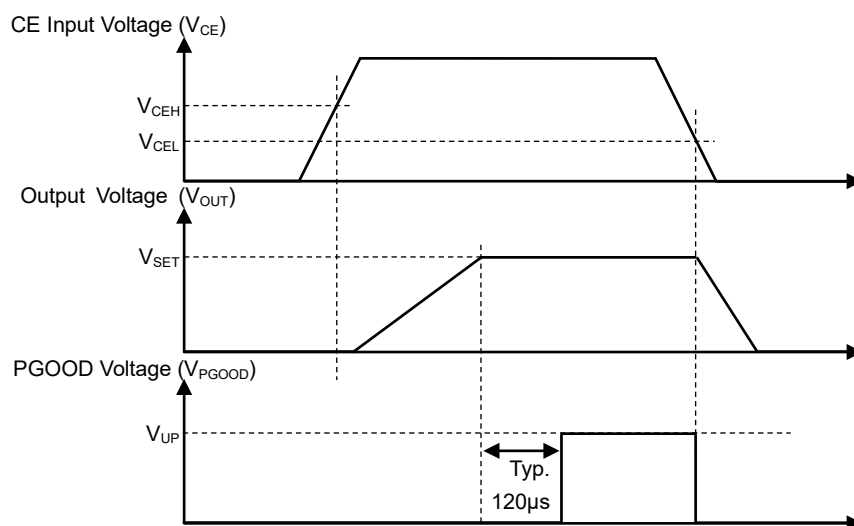 CE Input Voltage (VCE)
VCEH
VCEL
Output Voltage (VOUT)
VSET
PGOOD Voltage (VPGOOD)
VUP
Typ.
120µs